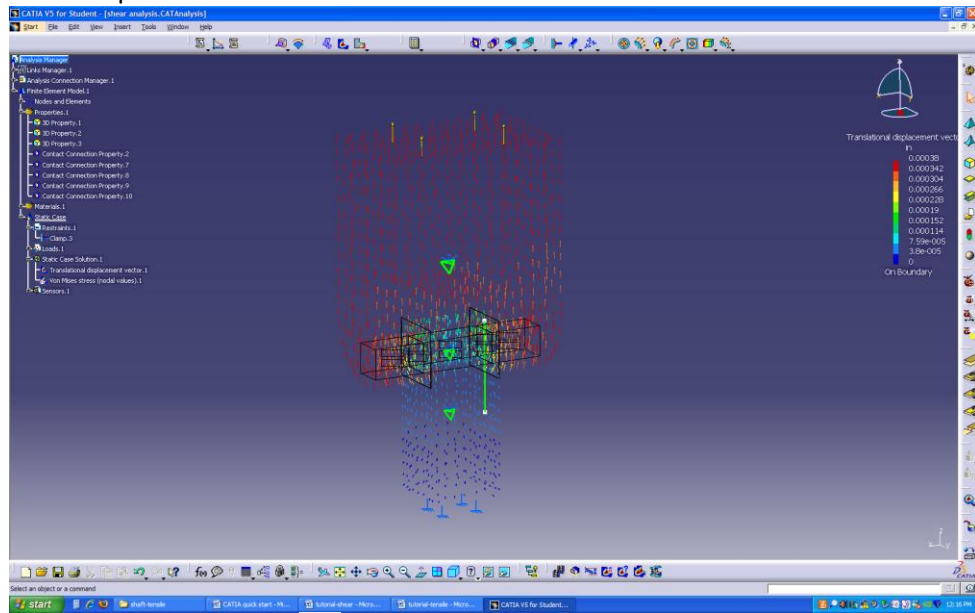 CATIA V5 for Student - [shear analysis.CATAnalysis]
Start File Edit View Insert Tools Window Help
Analysis Manager
Links Manager.1
Analysis Connection Manager.1
Finite Element Model.1
Nodes and Elements
Properties.1
3D Property.1
3D Property.2
3D Property.3
Contact Connection Property.2
Contact Connection Property.7
Contact Connection Property.8
Contact Connection Property.9
Contact Connection Property.10
Materials.1
Static Case
Restraints.1
Clamp.3
Loads.1
Static Case Solution.1
Translational displacement vector.1
Von Mises stress (nodal values).1
Sensors.1
Translational displacement vecto
in
0.00038
0.000342
0.000304
0.000266
0.000228
0.00019
0.000152
0.000114
7.59e-005
3.8e-005
0
On Boundary
f(x)
CATIA
Select an object or a command
start shaft-tensile CATIA quick start - Mi... tutorial-shear - Micro... tutorial-tensile - Micro... CATIA V5 for Student... 12:16 PM